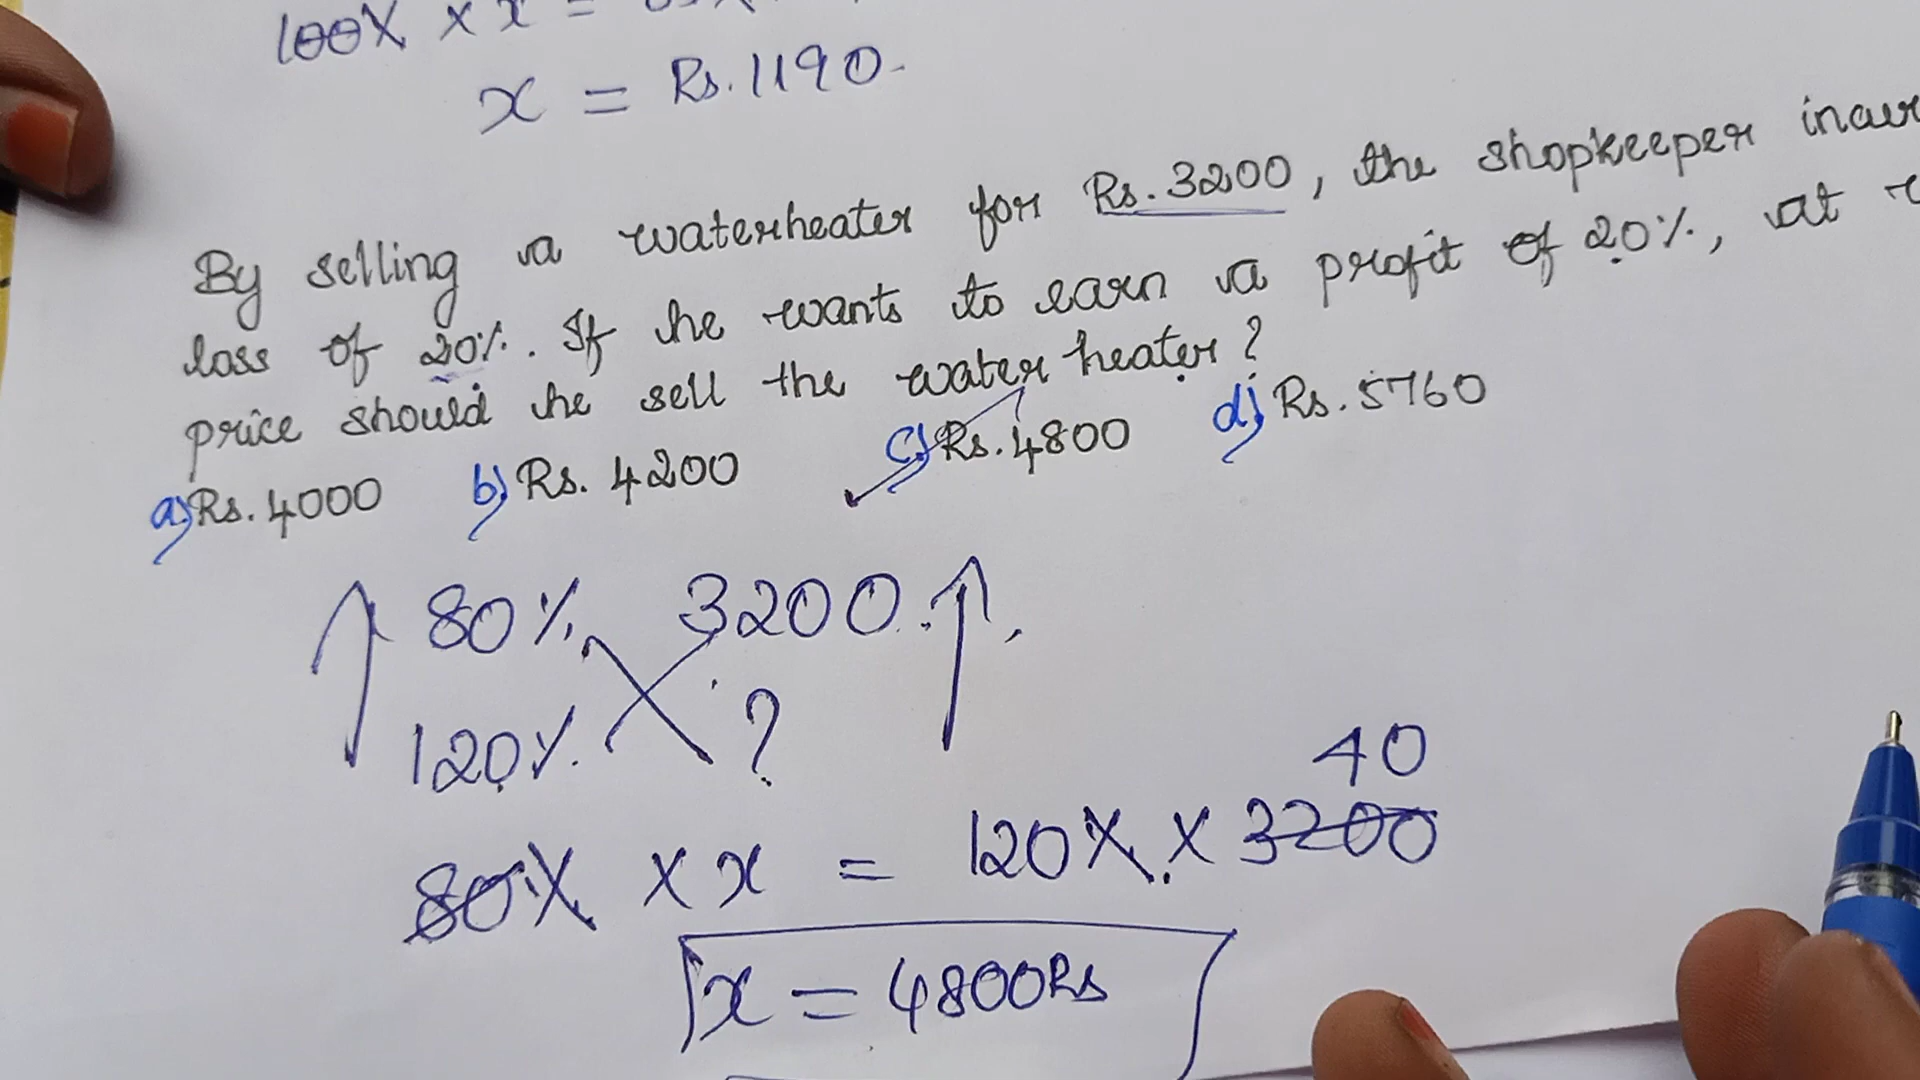 100% × x =
x = Rs.1190.
By selling a waterheater for Rs.3200, the shopkeeper
loss of 20%. If he wants to earn a profit of 20%, at
price should he sell the water heater?
a) Rs.4000 b) Rs. 4200 c) Rs.4800 d) Rs.5760
80% 3200
120% ?
40
80% × x = 120% × 3200
x = 4800Rs